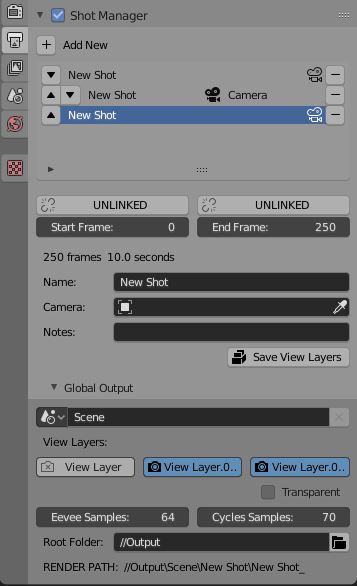 Shot Manager
Add New
New Shot
New Shot Camera
New Shot
UNLINKED UNLINKED
Start Frame: 0 End Frame: 250
250 frames 10.0 seconds
Name: New Shot
Camera:
Notes:
Save View Layers
Global Output
Scene
View Layers:
View Layer View Layer.0.. View Layer.0..
Transparent
Eevee Samples: 64 Cycles Samples: 70
Root Folder: //Output
RENDER PATH: //Output\Scene\New Shot\New Shot_